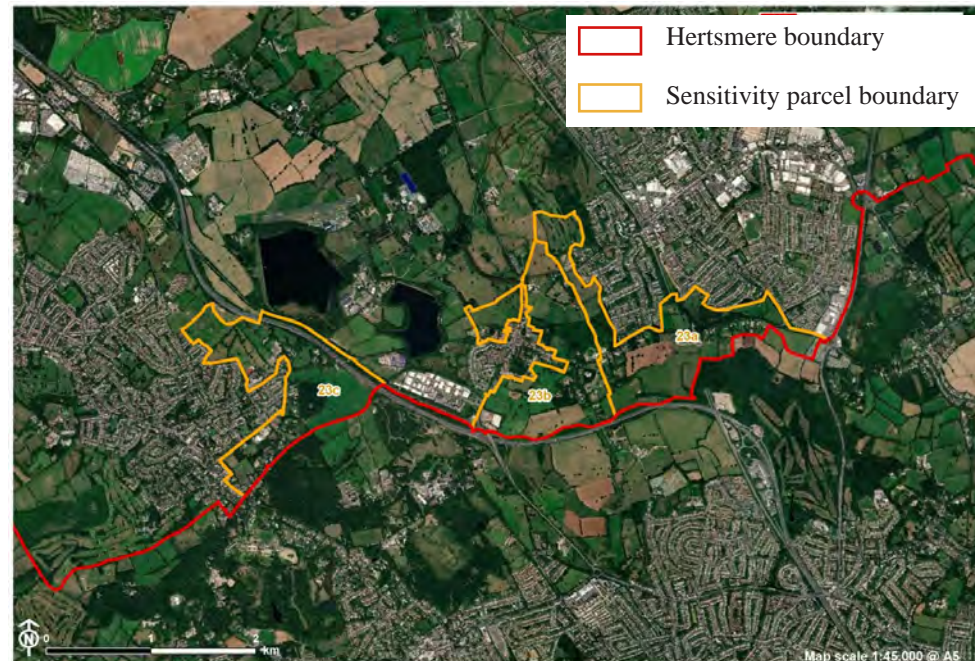 Hertsmere boundary
Sensitivity parcel boundary
23a
23b
23c
N
0 1 2
km
Map scale 1:45,000 @ A5